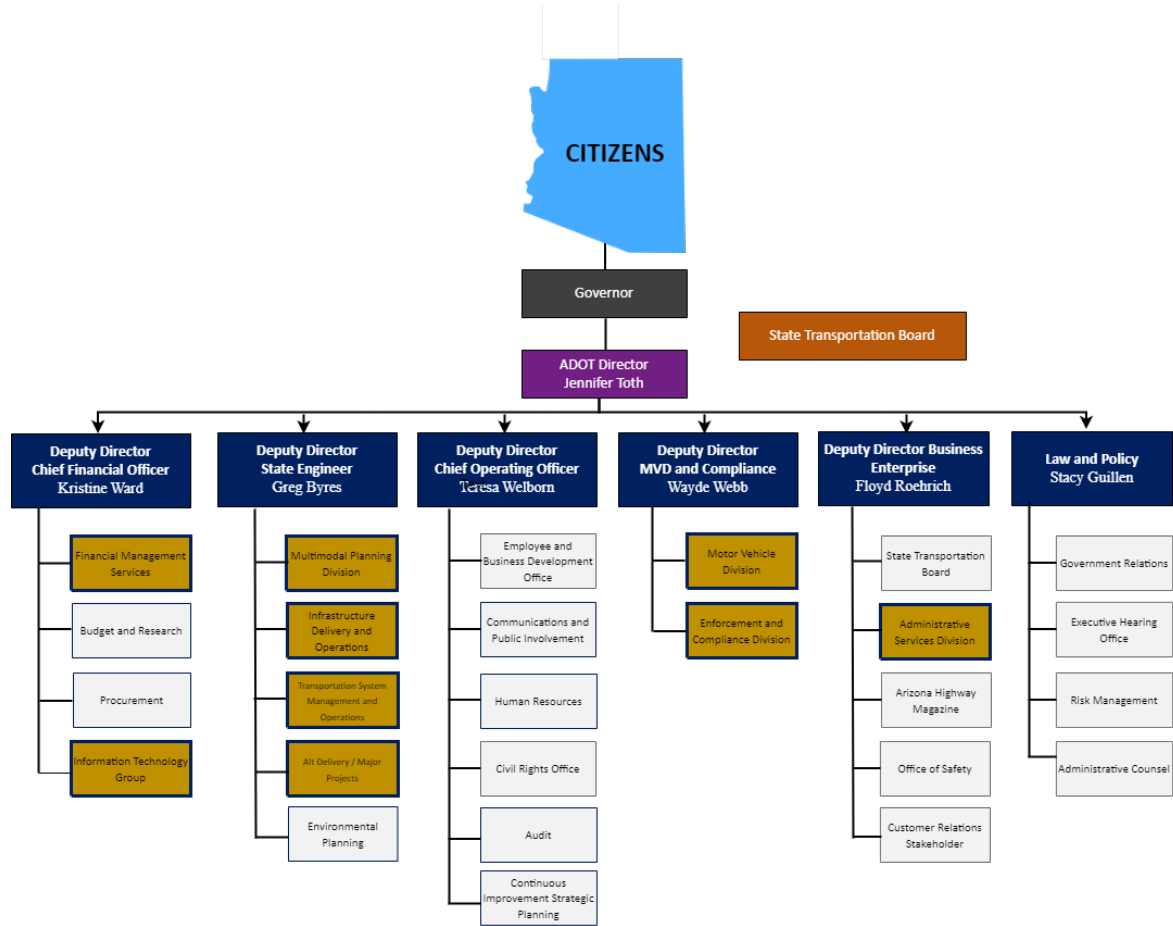 CITIZENS
Governor
State Transportation Board
ADOT Director
Jennifer Toth
Deputy Director
Chief Financial Officer
Kristine Ward
Deputy Director
State Engineer
Greg Byres
Deputy Director
Chief Operating Officer
Teresa Welborn
Deputy Director
MVD and Compliance
Wayde Webb
Deputy Director Business
Enterprise
Floyd Roehrich
Law and Policy
Stacy Guillen
Financial Management
Services
Budget and Research
Procurement
Information Technology
Group
Multimodal Planning
Division
Infrastructure
Delivery and
Operations
Transportation System
Management and
Operations
Alt Delivery / Major
Projects
Environmental
Planning
Employee and
Business Development
Office
Communications and
Public Involvement
Human Resources
Civil Rights Office
Audit
Continuous
Improvement Strategic
Planning
Motor Vehicle
Division
Enforcement and
Compliance Division
State Transportation
Board
Administrative
Services Division
Arizona Highway
Magazine
Office of Safety
Customer Relations
Stakeholder
Government Relations
Executive Hearing
Office
Risk Management
Administrative Counsel